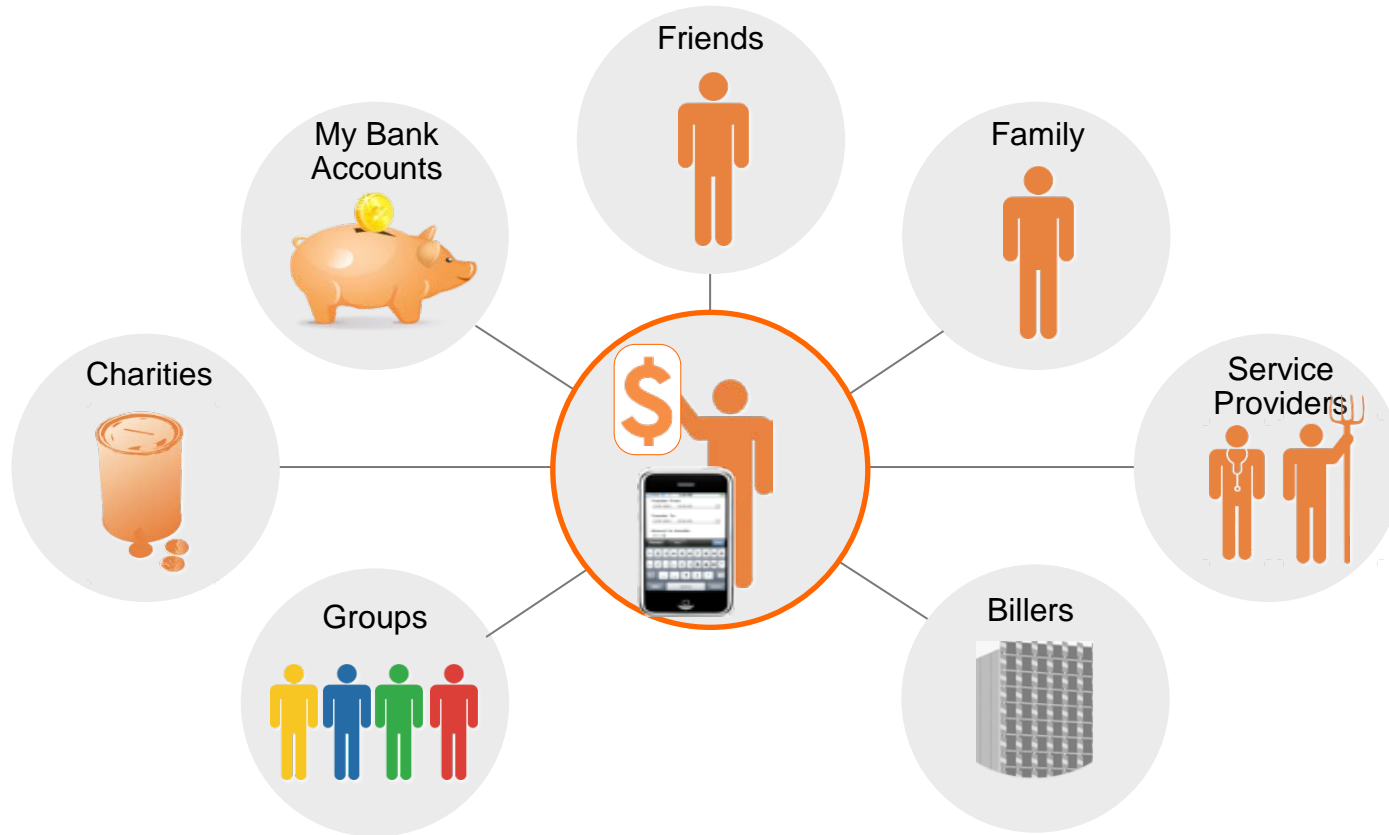 Friends
My Bank
Accounts
Family
Charities
$
Service
Providers
Groups
Billers